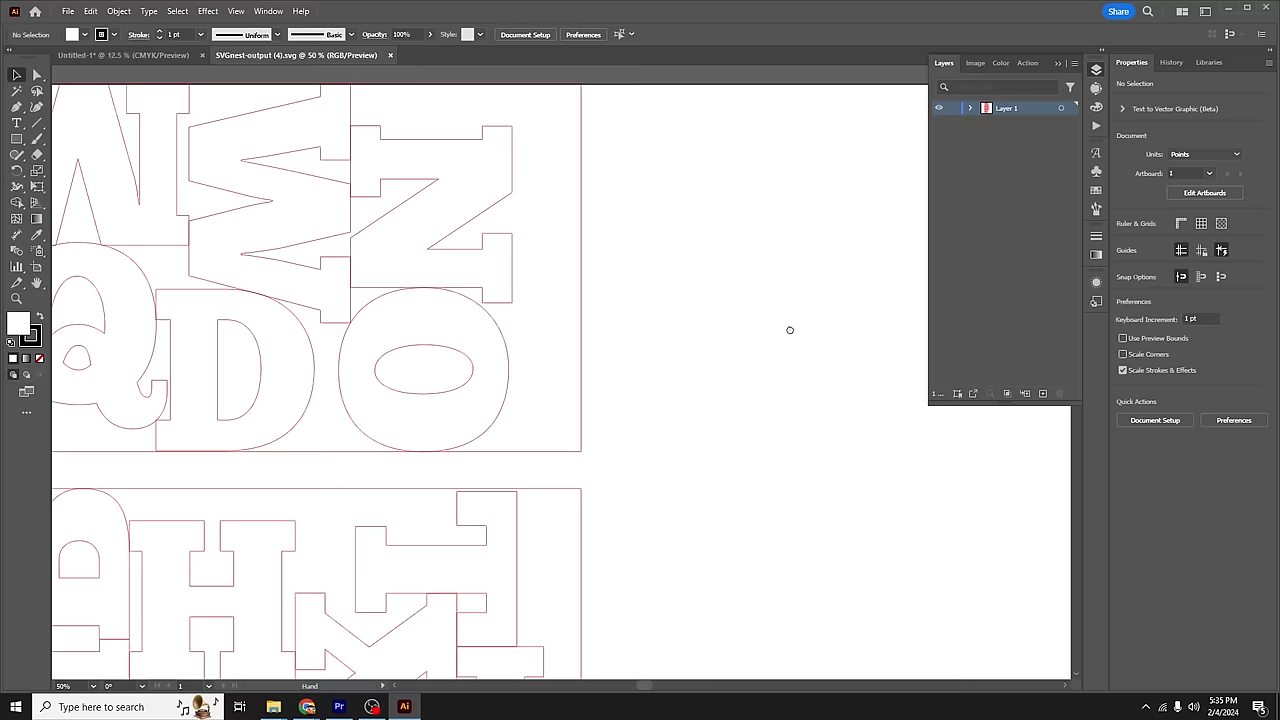 Ai File Edit Object Type Select Effect View Window Help Share
No Selection Stroke: 1 pt Uniform Basic Opacity: 100% Style: Document Setup Preferences
Untitled-1* @ 12.5 % (CMYK/Preview) × SVGnest-output (4).svg @ 50 % (RGB/Preview) ×
Layers Image Color Action
Layer 1
1 ...
Properties History Libraries
No Selection
Text to Vector Graphic (Beta)
Document
Units: Points
Artboard: 1
Edit Artboards
Ruler & Grids
Guides
Snap Options
Preferences
Keyboard Increment: 1 pt
Use Preview Bounds
Scale Corners
Scale Strokes & Effects
Quick Actions
Document Setup Preferences
N W Z
Q D O
H
K
50% 0° 1 Hand
Type here to search
Pr Ai
5:35 PM
2/4/2024